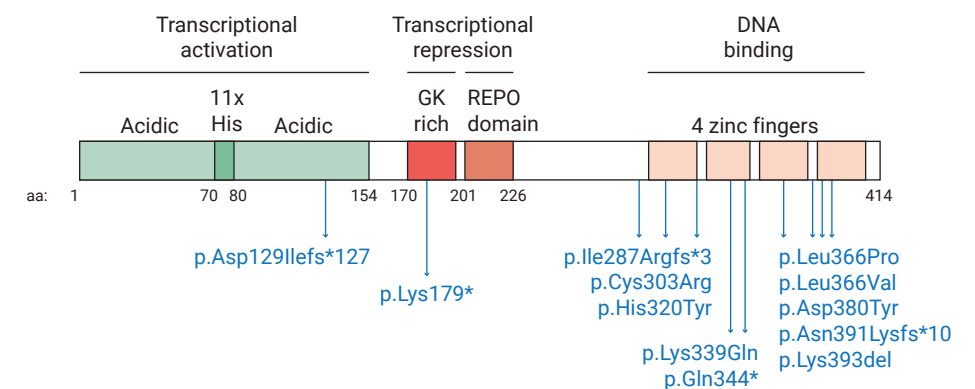 Transcriptional
activation
Transcriptional
repression
DNA
binding
11x
His
Acidic
Acidic
GK
rich
REPO
domain
4 zinc fingers
aa:
1
70
80
154
170
201
226
414
p.Asp129Ilefs*127
p.Lys179*
p.Ile287Argfs*3
p.Cys303Arg
p.His320Tyr
p.Lys339Gln
p.Gln344*
p.Leu366Pro
p.Leu366Val
p.Asp380Tyr
p.Asn391Lysfs*10
p.Lys393del